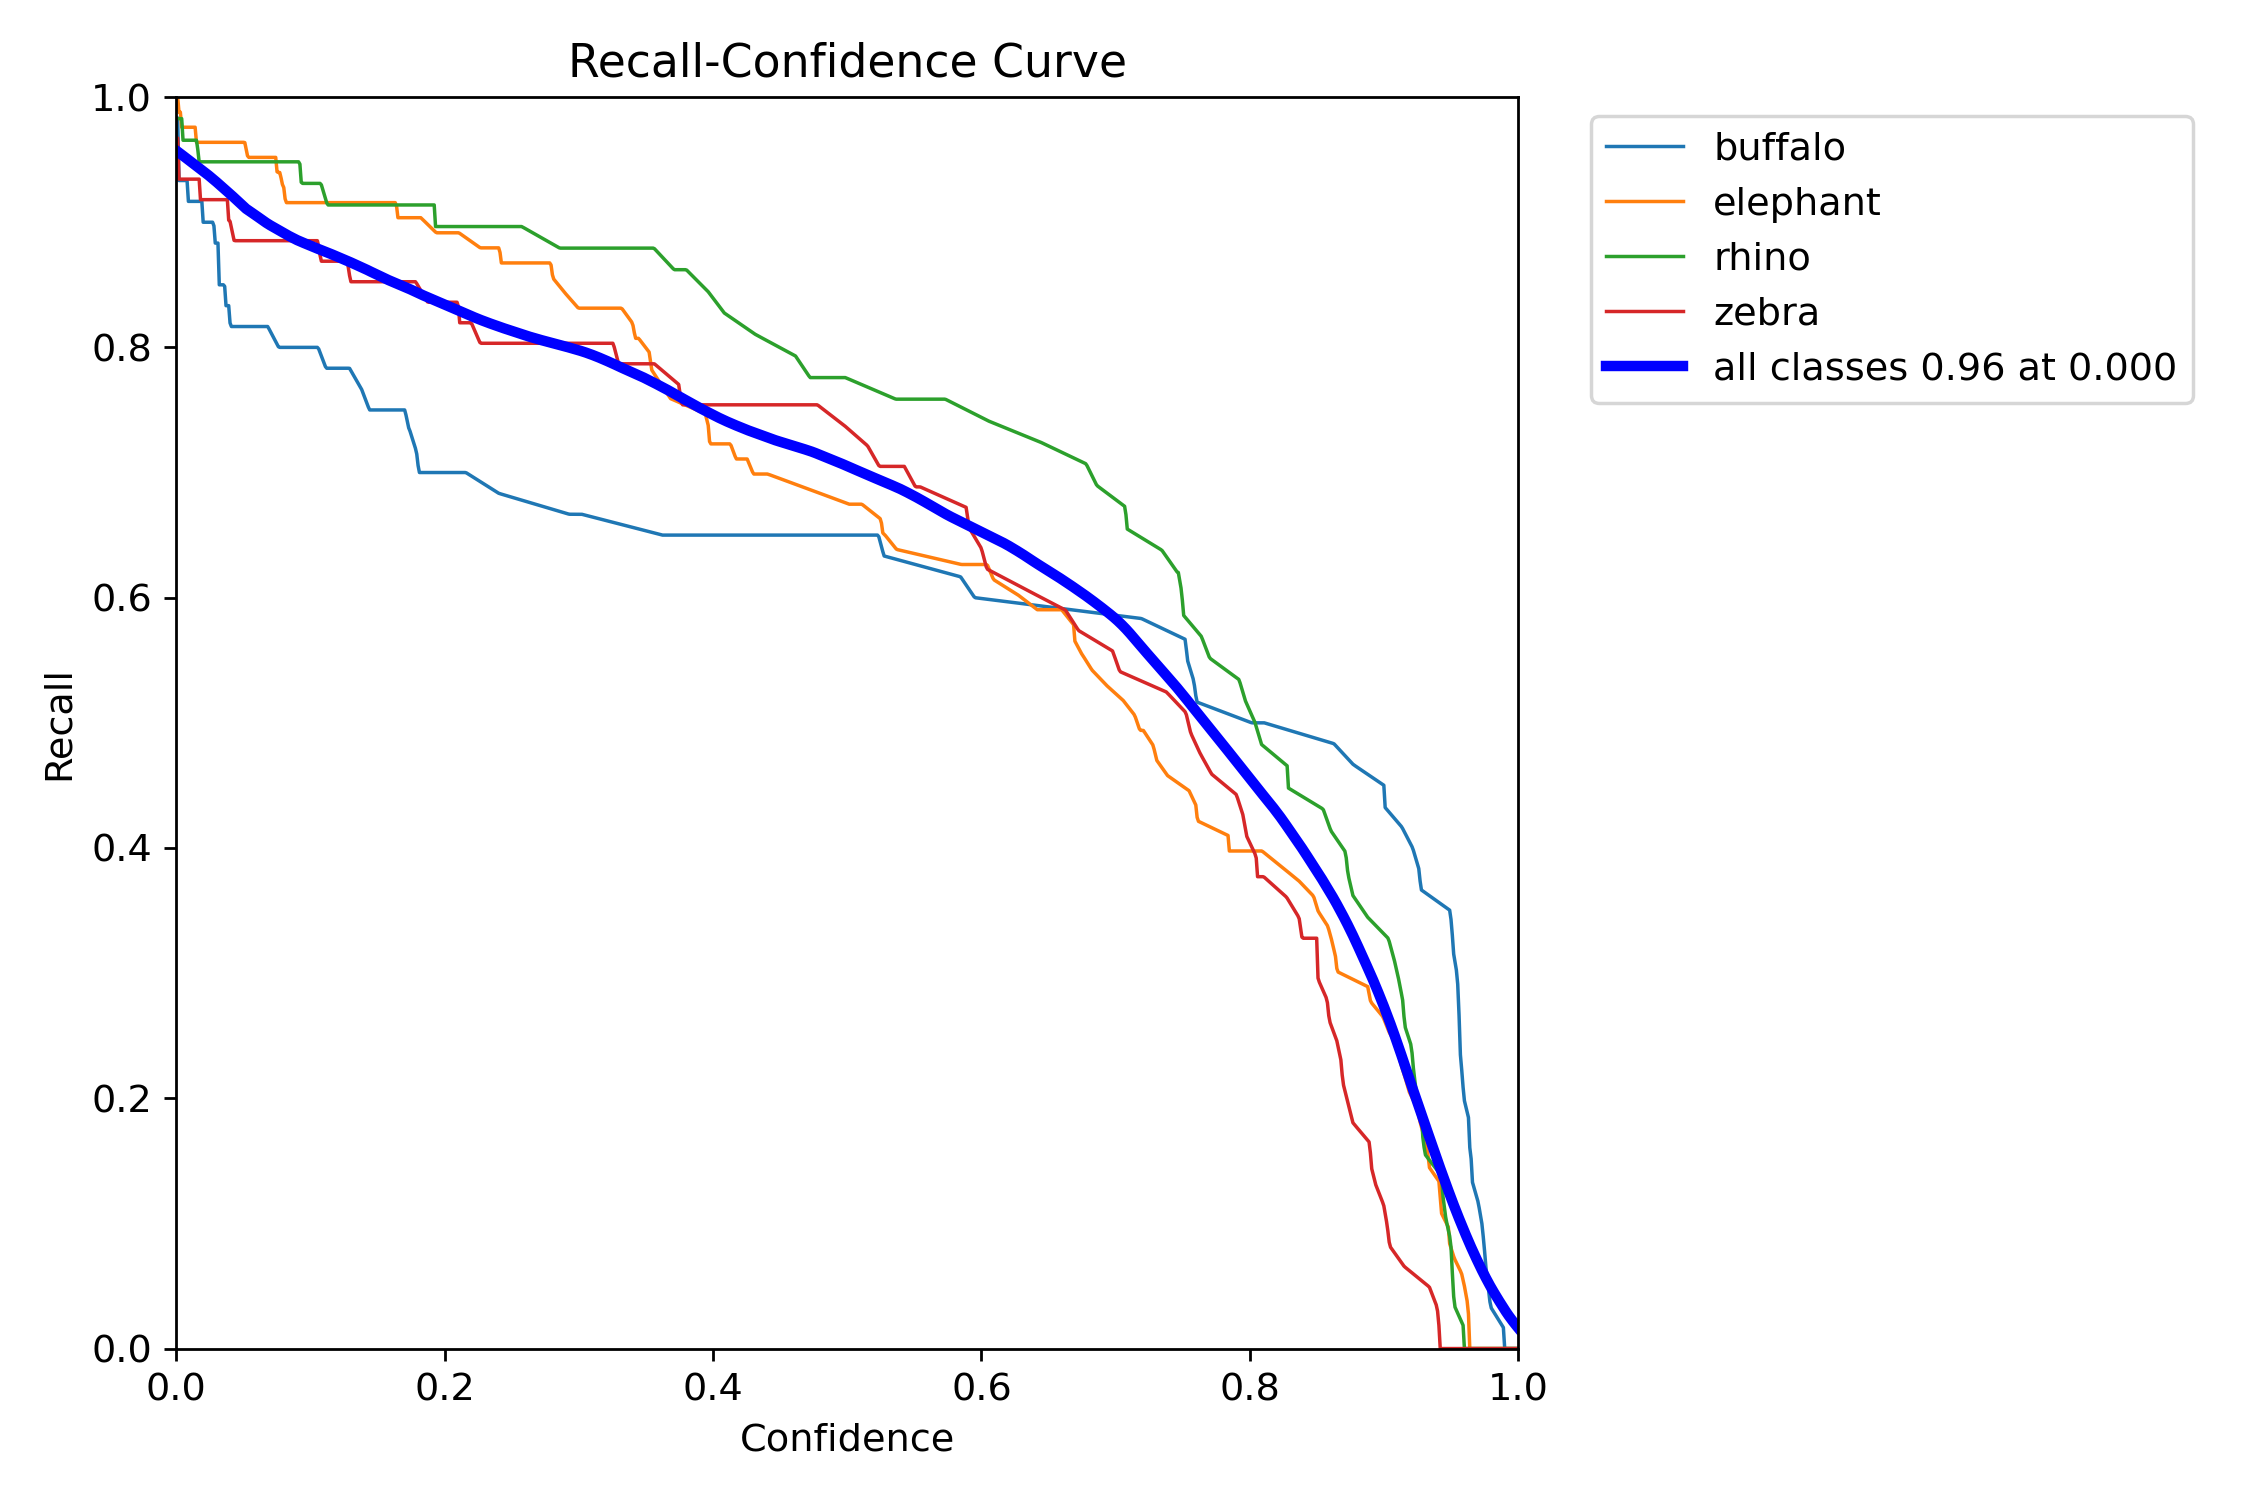 Recall-Confidence Curve
1.0
0.8
0.6
0.4
0.2
0.0
Recall
0.0 0.2 0.4 0.6 0.8 1.0
Confidence
buffalo
elephant
rhino
zebra
all classes 0.96 at 0.000